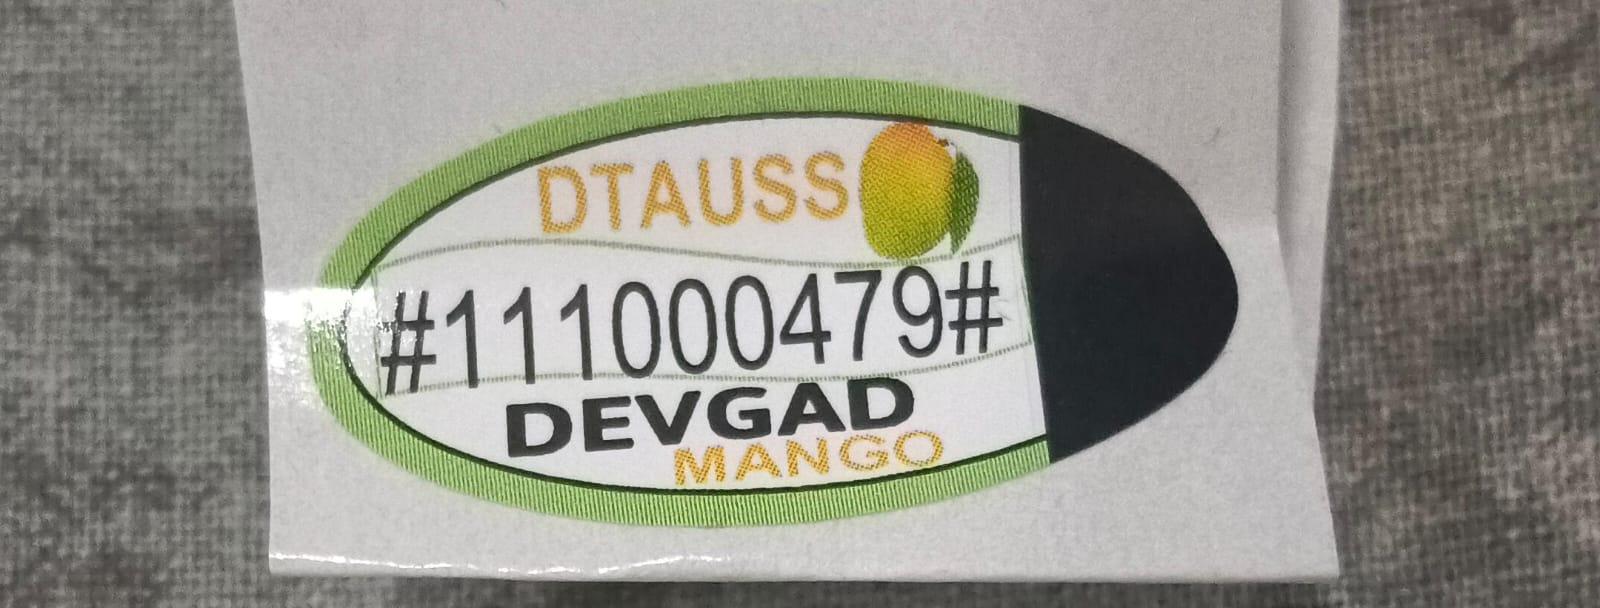 DTAUSS
#111000479#
DEVGAD
MANGO